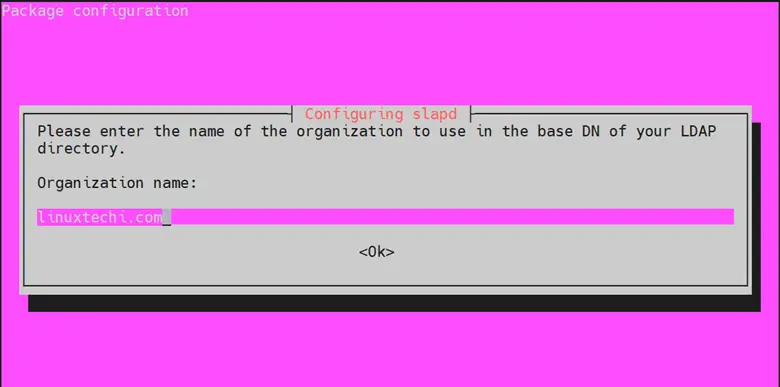 Package configuration
Configuring slapd
Please enter the name of the organization to use in the base DN of your LDAP
directory.
Organization name:
linuxtechi.com_
<Ok>